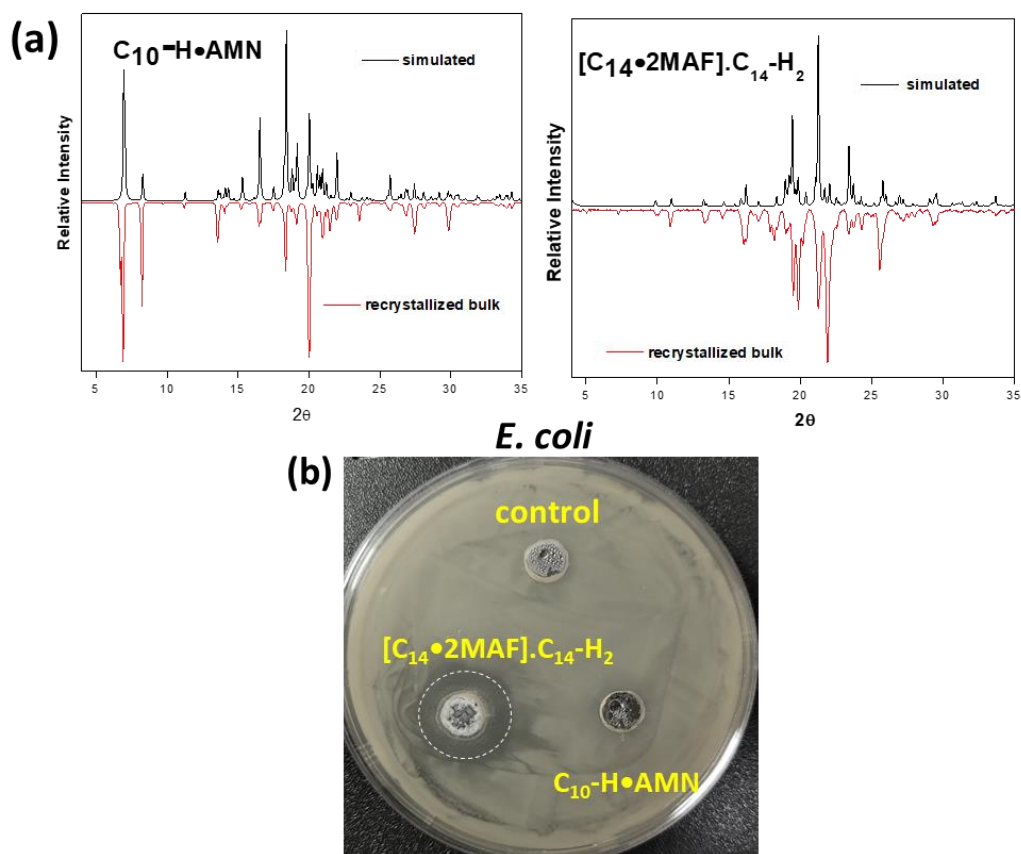 (a)
C₁₀-H•AMN
simulated
Relative Intensity
recrystallized bulk
5 10 15 20 25 30 35
2θ
[C₁₄•2MAF].C₁₄-H₂
simulated
Relative Intensity
recrystallized bulk
5 10 15 20 25 30 35
2θ
E. coli
(b)
control
[C₁₄•2MAF].C₁₄-H₂
C₁₀-H•AMN